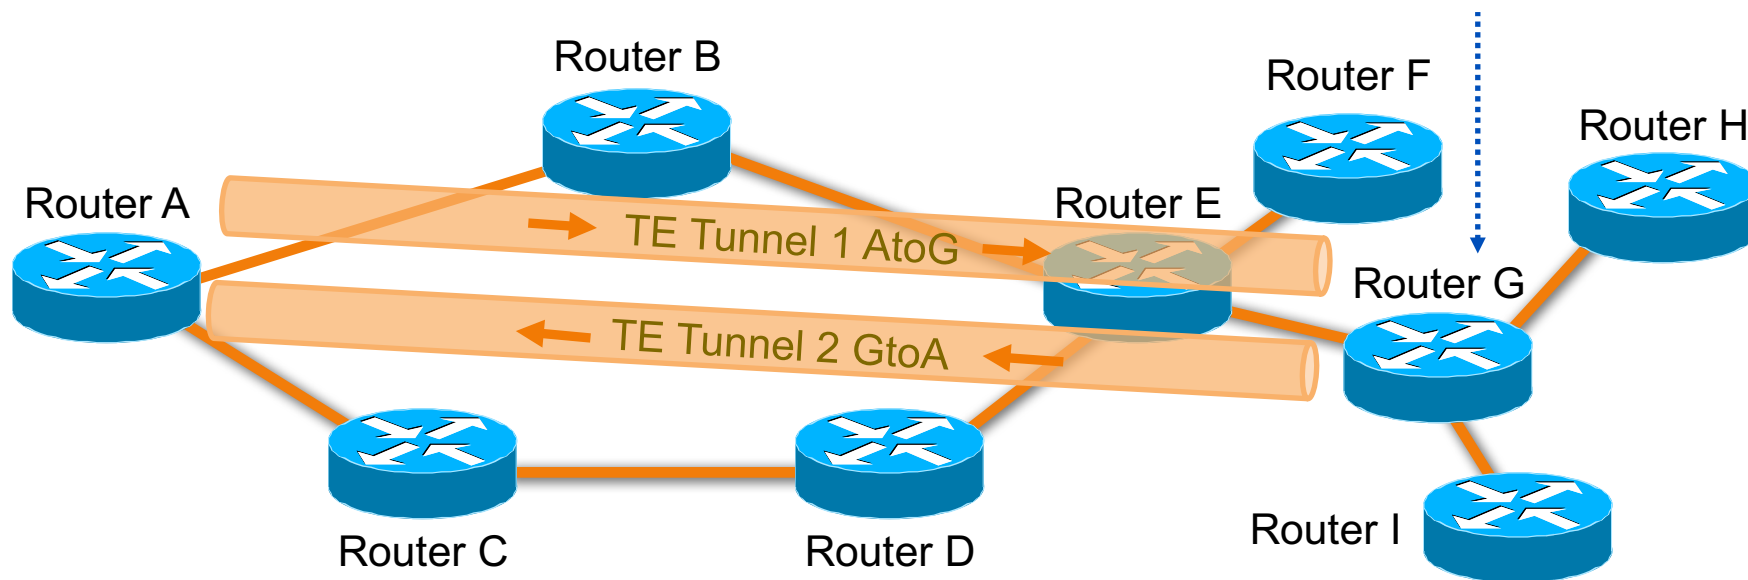 Router B
Router F
Router H
Router A
Router E
TE Tunnel 1 AtoG
Router G
TE Tunnel 2 GtoA
Router I
Router C
Router D